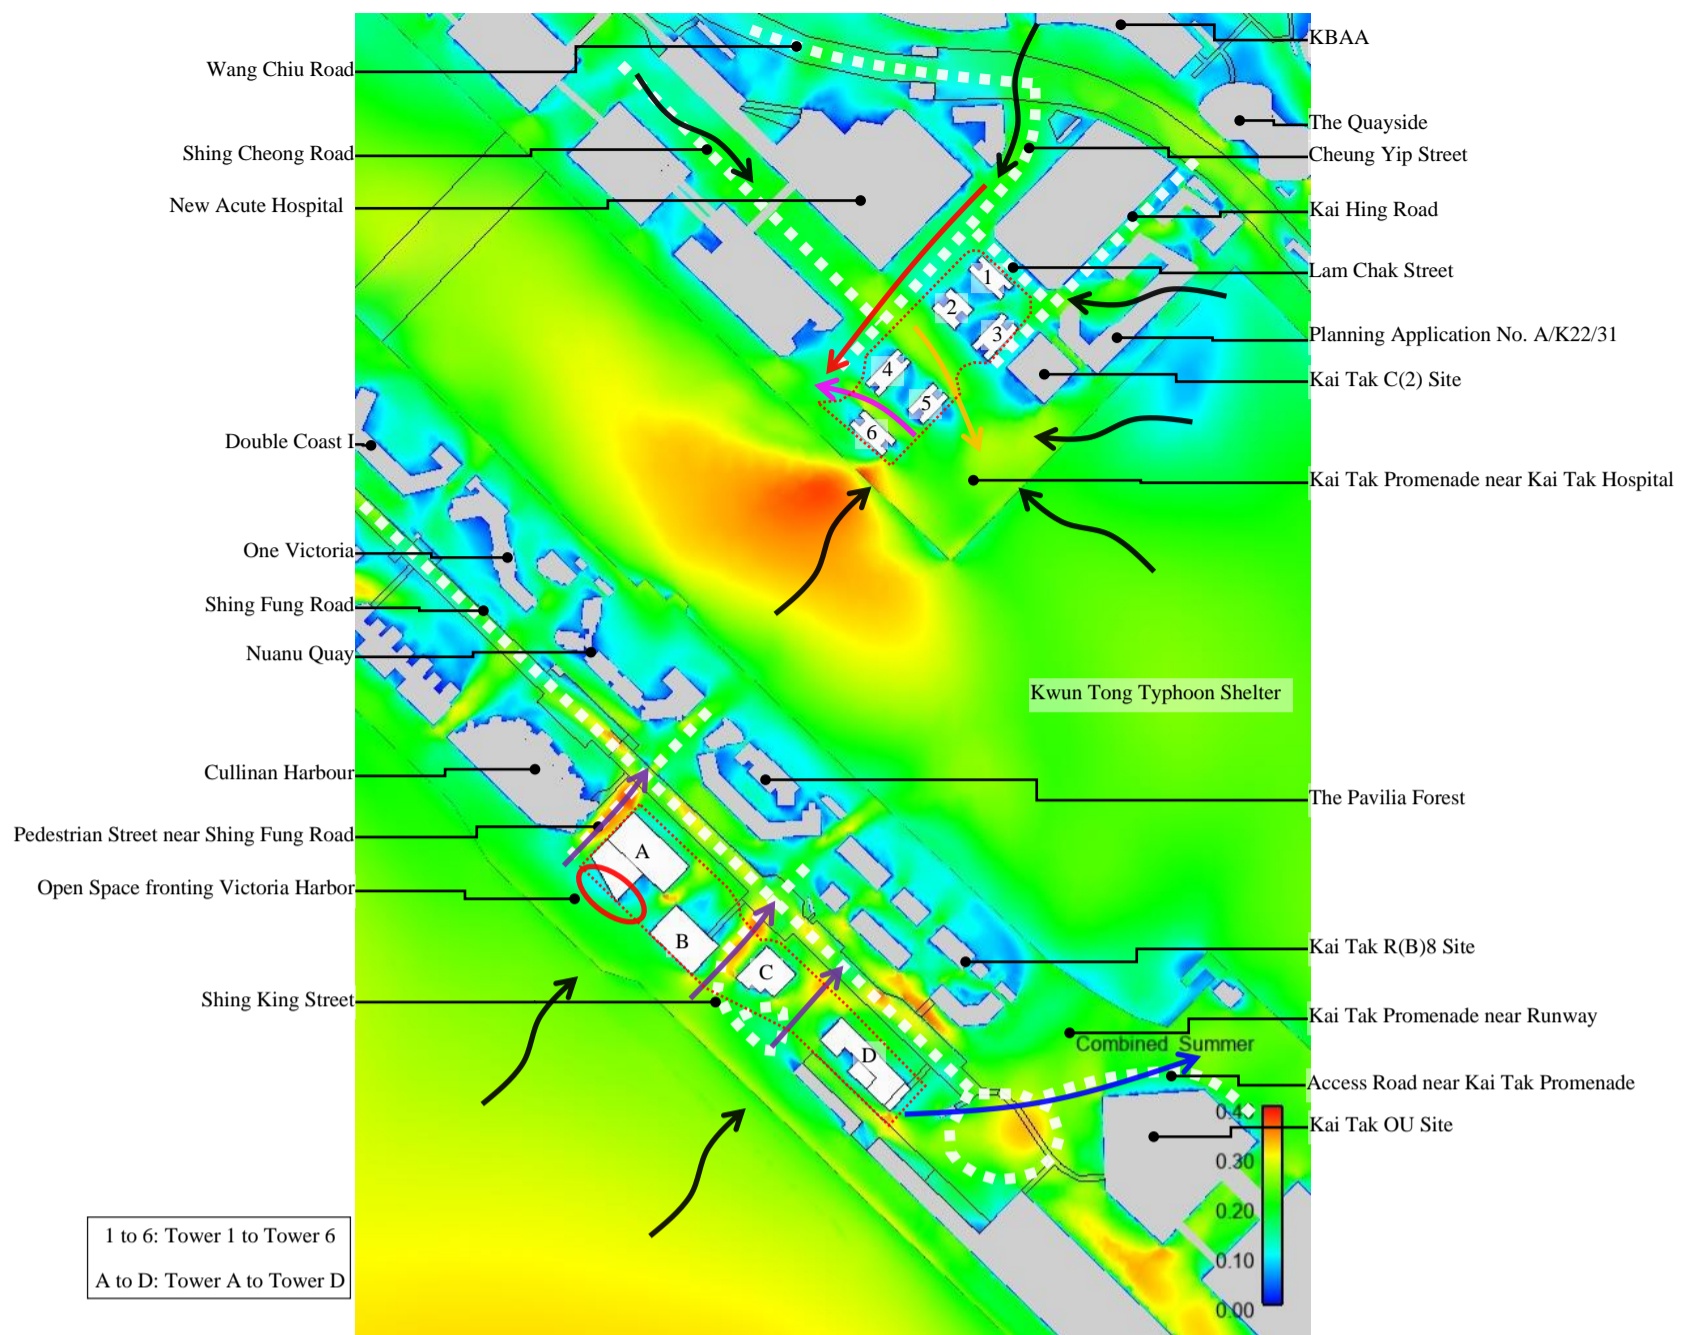 KBAA
Wang Chiu Road
The Quayside
Shing Cheong Road
Cheung Yip Street
New Acute Hospital
Kai Hing Road
Lam Chak Street
1
2
3
Planning Application No. A/K22/31
4
Kai Tak C(2) Site
5
6
Double Coast I
Kai Tak Promenade near Kai Tak Hospital
One Victoria
Shing Fung Road
Nuanu Quay
Kwun Tong Typhoon Shelter
Cullinan Harbour
The Pavilia Forest
Pedestrian Street near Shing Fung Road
A
Open Space fronting Victoria Harbor
B
Kai Tak R(B)8 Site
C
Shing King Street
Kai Tak Promenade near Runway
Combined Summer
D
Access Road near Kai Tak Promenade
0.40
Kai Tak OU Site
0.30
0.20
1 to 6: Tower 1 to Tower 6
0.10
A to D: Tower A to Tower D
0.00